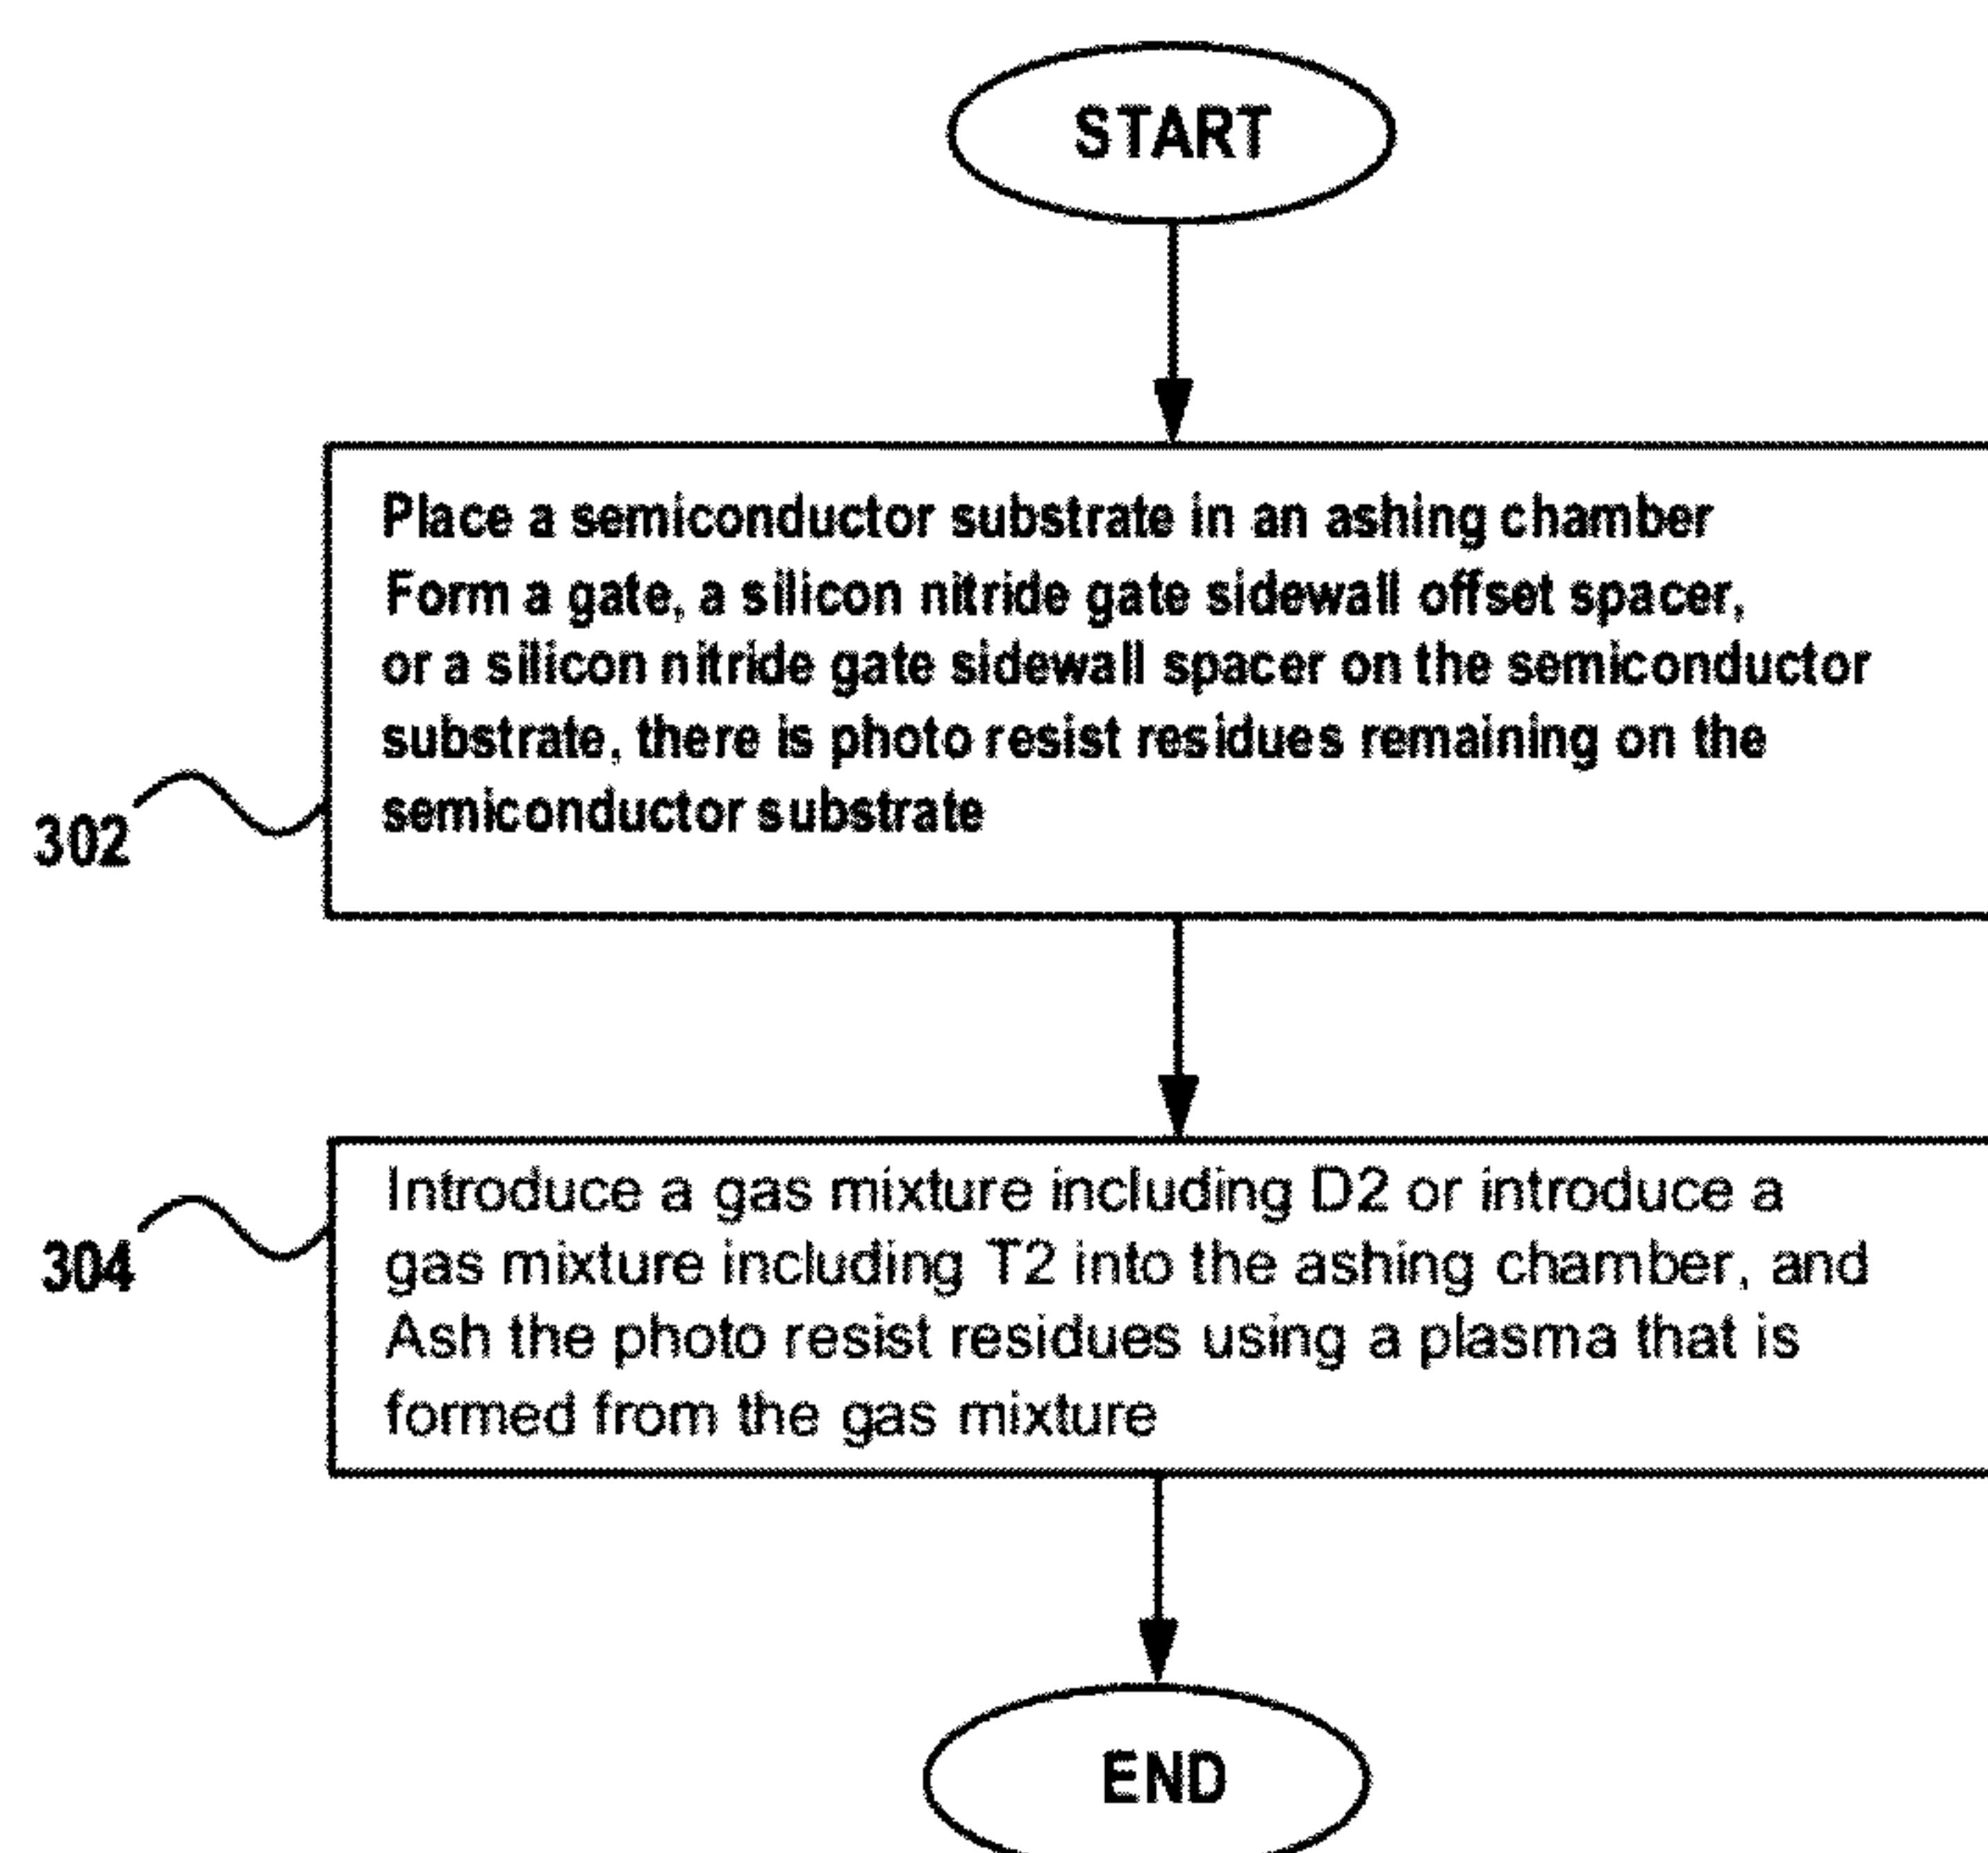 START
Place a semiconductor substrate in an ashing chamber
Form a gate, a silicon nitride gate sidewall offset spacer,
or a silicon nitride gate sidewall spacer on the semiconductor
substrate, there is photo resist residues remaining on the
semiconductor substrate
302
Introduce a gas mixture including D2 or introduce a
gas mixture including T2 into the ashing chamber, and
Ash the photo resist residues using a plasma that is
formed from the gas mixture
304
END